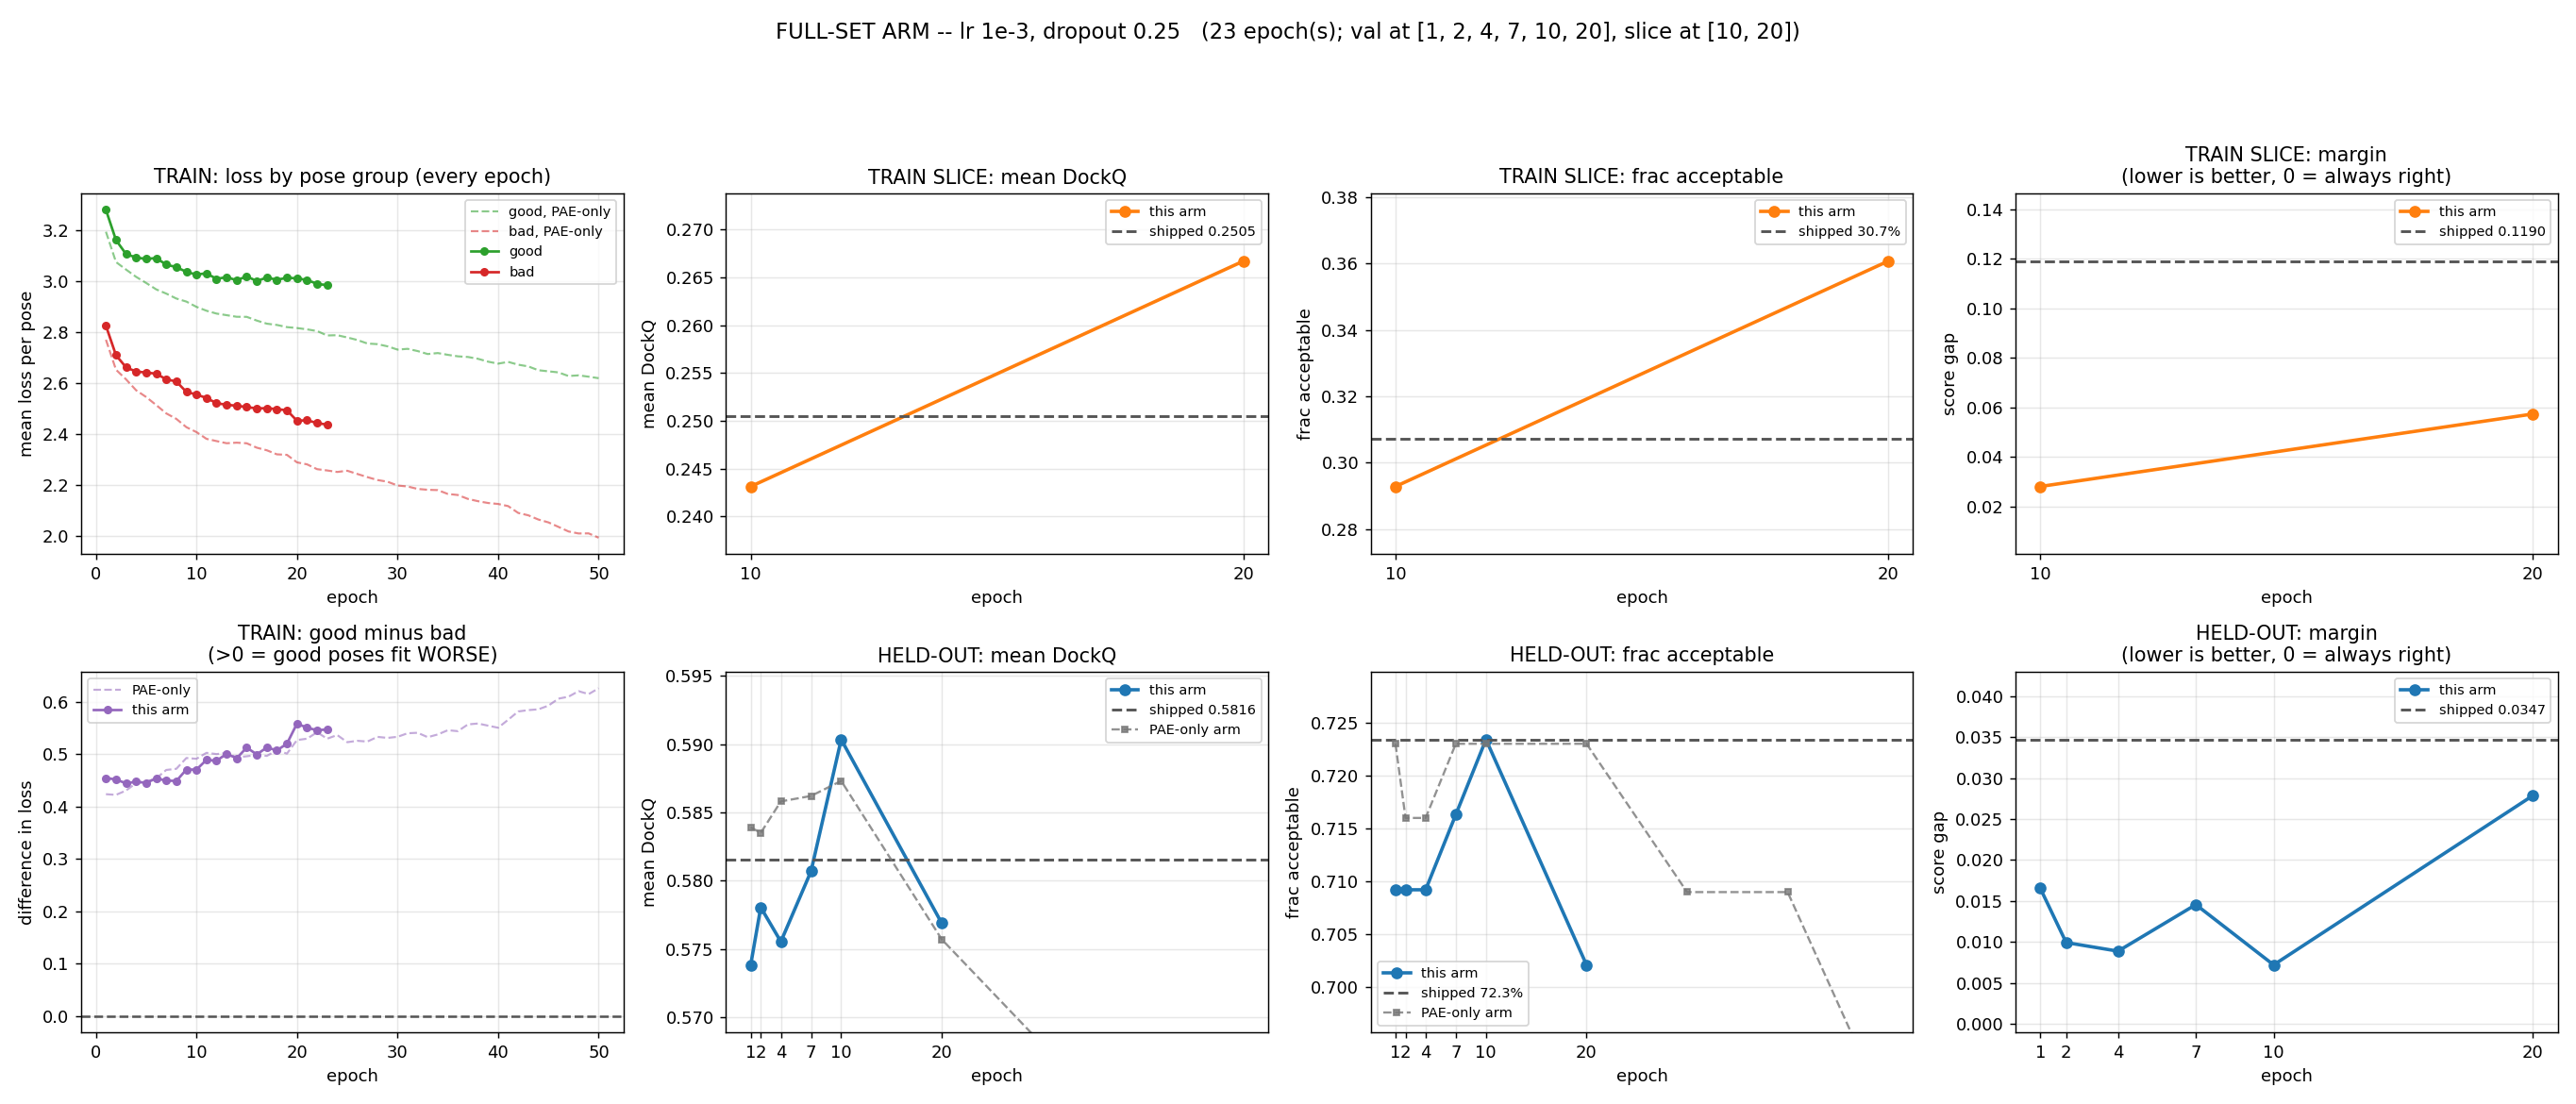 FULL-SET ARM -- lr 1e-3, dropout 0.25   (23 epoch(s); val at [1, 2, 4, 7, 10, 20], slice at [10, 20])
TRAIN: loss by pose group (every epoch)
mean loss per pose
3.2
3.0
2.8
2.6
2.4
2.2
2.0
0 10 20 30 40 50
epoch
good, PAE-only
bad, PAE-only
good
bad
TRAIN SLICE: mean DockQ
mean DockQ
0.270
0.265
0.260
0.255
0.250
0.245
0.240
10 20
epoch
this arm
shipped 0.2505
TRAIN SLICE: frac acceptable
frac acceptable
0.38
0.36
0.34
0.32
0.30
0.28
10 20
epoch
this arm
shipped 30.7%
TRAIN SLICE: margin
(lower is better, 0 = always right)
score gap
0.14
0.12
0.10
0.08
0.06
0.04
0.02
10 20
epoch
this arm
shipped 0.1190
TRAIN: good minus bad
(>0 = good poses fit WORSE)
difference in loss
0.6
0.5
0.4
0.3
0.2
0.1
0.0
0 10 20 30 40 50
epoch
PAE-only
this arm
HELD-OUT: mean DockQ
mean DockQ
0.595
0.590
0.585
0.580
0.575
0.570
1 2 4 7 10 20
epoch
this arm
shipped 0.5816
PAE-only arm
HELD-OUT: frac acceptable
frac acceptable
0.725
0.720
0.715
0.710
0.705
0.700
1 2 4 7 10 20
epoch
this arm
shipped 72.3%
PAE-only arm
HELD-OUT: margin
(lower is better, 0 = always right)
score gap
0.040
0.035
0.030
0.025
0.020
0.015
0.010
0.005
0.000
1 2 4 7 10 20
epoch
this arm
shipped 0.0347